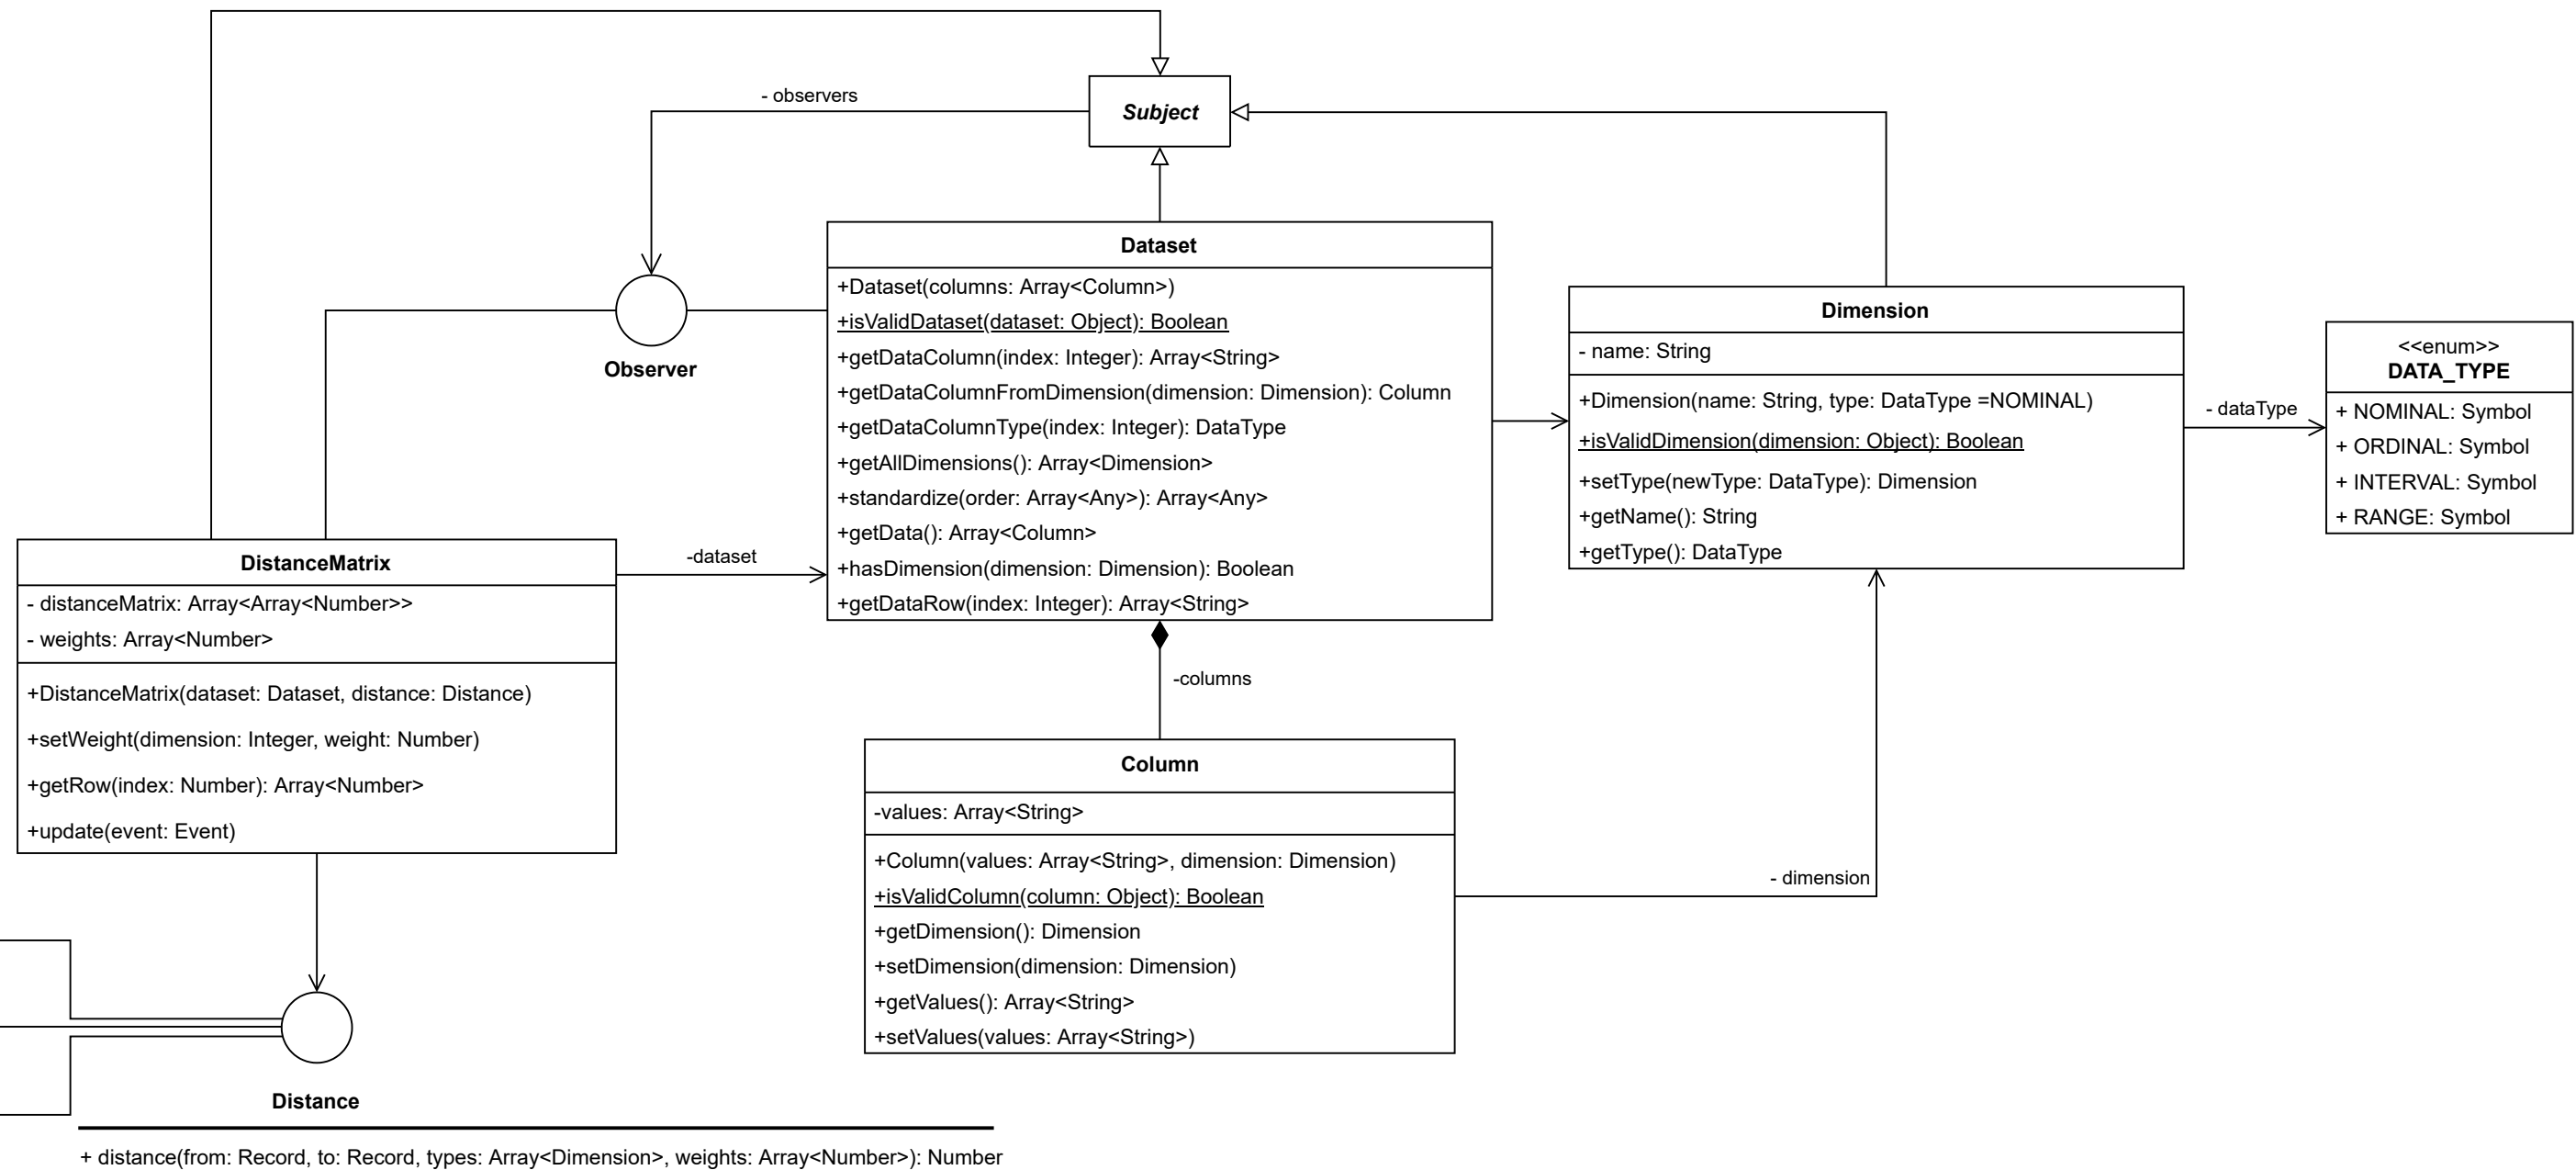 - observers
Subject
Observer
Dataset
+Dataset(columns: Array<Column>)
+isValidDataset(dataset: Object): Boolean
+getDataColumn(index: Integer): Array<String>
+getDataColumnFromDimension(dimension: Dimension): Column
+getDataColumnType(index: Integer): DataType
+getAllDimensions(): Array<Dimension>
+standardize(order: Array<Any>): Array<Any>
+getData(): Array<Column>
+hasDimension(dimension: Dimension): Boolean
+getDataRow(index: Integer): Array<String>
Dimension
- name: String
+Dimension(name: String, type: DataType =NOMINAL)
+isValidDimension(dimension: Object): Boolean
+setType(newType: DataType): Dimension
+getName(): String
+getType(): DataType
- dataType
<<enum>>
DATA_TYPE
+ NOMINAL: Symbol
+ ORDINAL: Symbol
+ INTERVAL: Symbol
+ RANGE: Symbol
DistanceMatrix
- distanceMatrix: Array<Array<Number>>
- weights: Array<Number>
+DistanceMatrix(dataset: Dataset, distance: Distance)
+setWeight(dimension: Integer, weight: Number)
+getRow(index: Number): Array<Number>
+update(event: Event)
-dataset
-columns
Column
-values: Array<String>
+Column(values: Array<String>, dimension: Dimension)
+isValidColumn(column: Object): Boolean
+getDimension(): Dimension
+setDimension(dimension: Dimension)
+getValues(): Array<String>
+setValues(values: Array<String>)
- dimension
Distance
+ distance(from: Record, to: Record, types: Array<Dimension>, weights: Array<Number>): Number